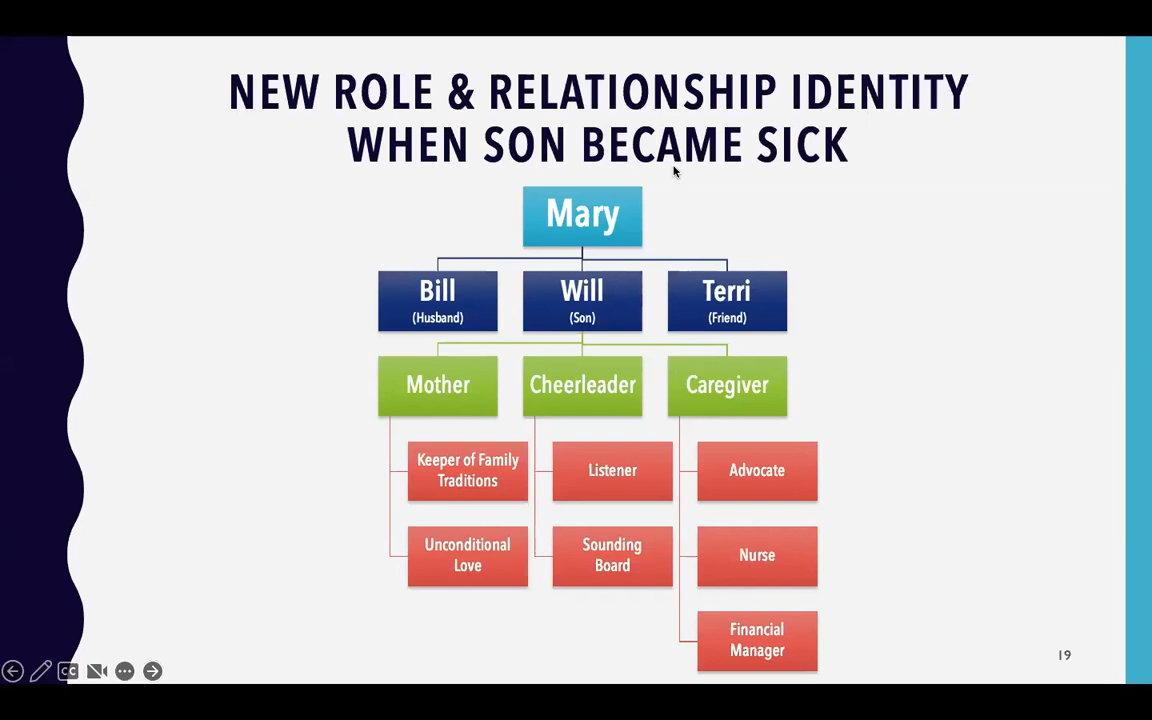 NEW ROLE & RELATIONSHIP IDENTITY
WHEN SON BECAME SICK
Mary
Bill
(Husband)
Will
(Son)
Terri
(Friend)
Mother
Cheerleader
Caregiver
Keeper of Family
Traditions
Listener
Advocate
Unconditional
Love
Sounding
Board
Nurse
Financial
Manager
19
CC